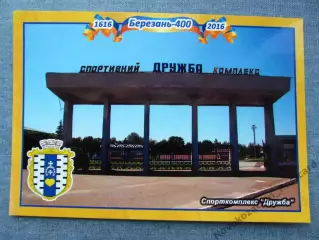 1616 Березань-400 2016
СПОРТИВНИЙ ДРУЖБА КОМПЛЕКС
Спорткомплекс "Дружба"